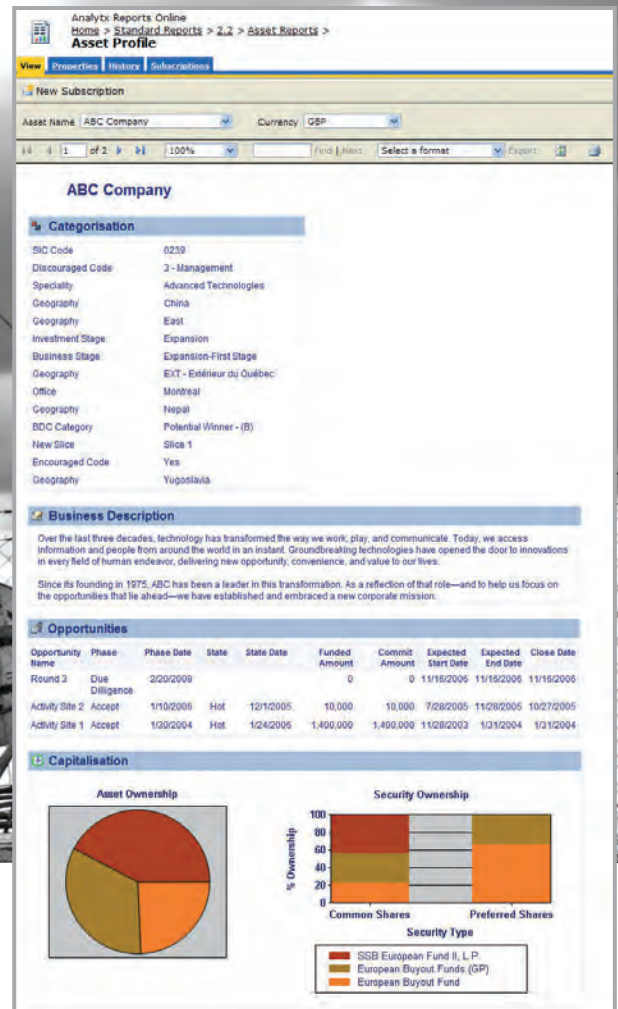 Analytx Reports Online
Home > Standard Reports > 2.2 > Asset Reports >
Asset Profile
View Properties History Subscriptions
New Subscription
Asset Name ABC Company Currency GBP
1 of 2 100% Find | Next Select a format Export
ABC Company
Categorisation
SIC Code 0239
Discouraged Code 3 - Management
Speciality Advanced Technologies
Geography China
Geography East
Investment Stage Expansion
Business Stage Expansion-First Stage
Geography EXT - Extérieur du Québec
Office Montreal
Geography Nepal
BDC Category Potential Winner - (B)
New Slice Slice 1
Encouraged Code Yes
Geography Yugoslavia
Business Description
Over the last three decades, technology has transformed the way we work, play, and communicate. Today, we access
information and people from around the world in an instant. Groundbreaking technologies have opened the door to innovations
in every field of human endeavor, delivering new opportunity, convenience, and value to our lives.
Since its founding in 1975, ABC has been a leader in this transformation. As a reflection of that role—and to help us focus on
the opportunities that lie ahead—we have established and embraced a new corporate mission.
Opportunities
Opportunity Phase Phase Date State State Date Funded Commit Expected Expected Close Date
Name Amount Amount Start Date End Date
Round 3 Due 2/20/2009 0 0 11/16/2006 11/16/2006 11/16/2006
Diligence
Activity Site 2 Accept 1/10/2006 Hot 12/1/2005 10,000 10,000 7/28/2005 11/28/2005 10/27/2005
Activity Site 1 Accept 1/30/2004 Hot 1/24/2005 1,400,000 1,400,000 11/28/2003 1/31/2004 1/31/2004
Capitalisation
Asset Ownership
Security Ownership
100
80
60
40
20
0
% Ownership
Common Shares Preferred Shares
Security Type
SSB European Fund II, L.P.
European Buyout Funds (GP)
European Buyout Fund